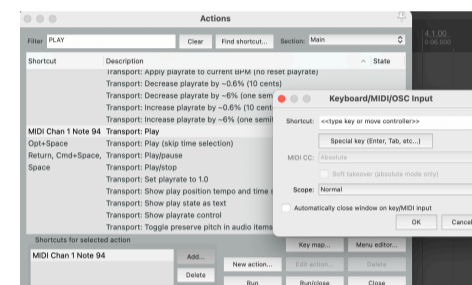 Actions
Filter PLAY Clear Find shortcut... Section: Main
4.1.00
0:06.000
Shortcut Description State
Transport: Apply playrate to current BPM (no reset playrate)
Transport: Decrease playrate by ~0.6% (10 cents)
Transport: Decrease playrate by ~6% (one sem
Transport: Increase playrate by ~0.6% (10 cent
Transport: Increase playrate by ~6% (one semi
MIDI Chan 1 Note 94 Transport: Play
Opt+Space Transport: Play (skip time selection)
Return, Cmd+Space, Transport: Play/pause
Space Transport: Play/stop
Transport: Set playrate to 1.0
Transport: Show play position tempo and time
Transport: Show play state as text
Transport: Show playrate control
Transport: Toggle preserve pitch in audio items
Keyboard/MIDI/OSC Input
Shortcut: <<type key or move controller>>
Special key (Enter, Tab, etc...)
MIDI CC: Absolute
Soft takeover (absolute mode only)
Scope: Normal
Automatically close window on key/MIDI input
OK Cancel
Shortcuts for selected action
MIDI Chan 1 Note 94
Add...
Delete
Key map... Menu editor...
New action... Edit action... Delete
Run Run/close Close